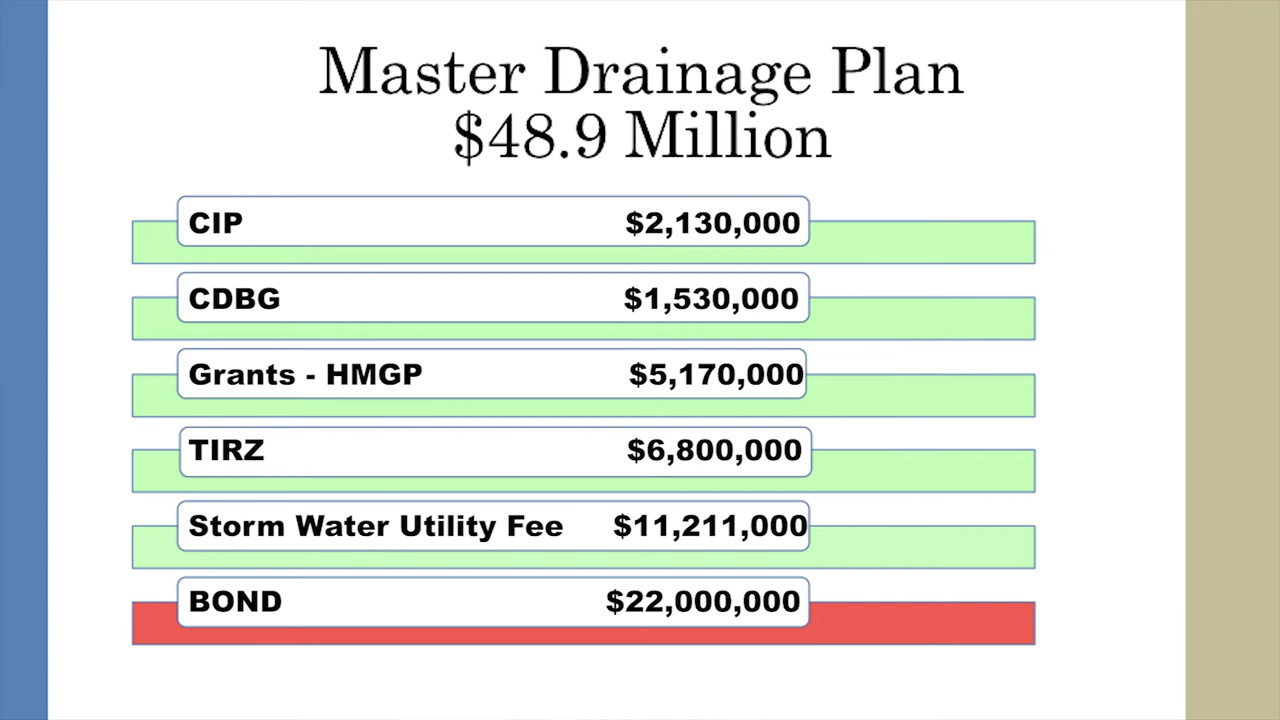 Master Drainage Plan
$48.9 Million
CIP $2,130,000
CDBG $1,530,000
Grants - HMGP $5,170,000
TIRZ $6,800,000
Storm Water Utility Fee $11,211,000
BOND $22,000,000